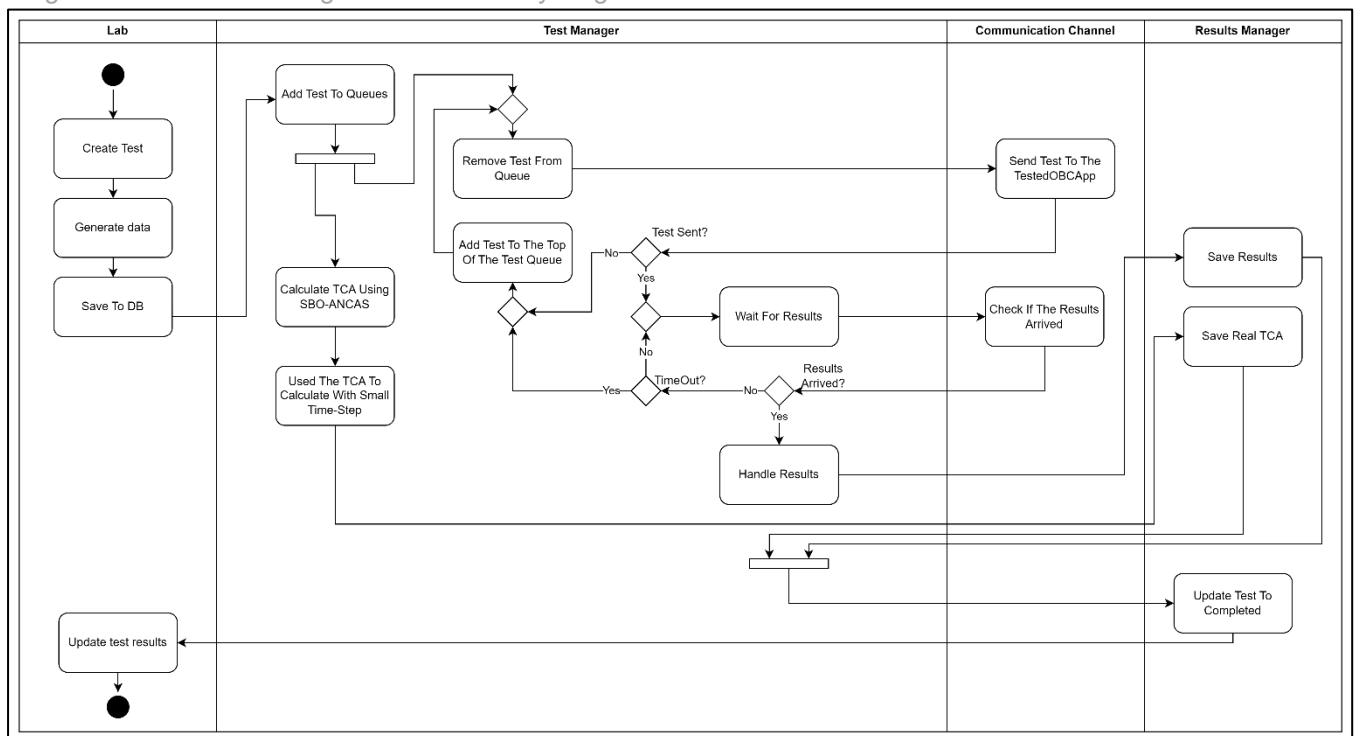 Lab
Test Manager
Communication Channel
Results Manager
Create Test
Generate data
Save To DB
Add Test To Queues
Remove Test From
Queue
Send Test To The
TestedOBCApp
Add Test To The Top
Of The Test Queue
Test Sent?
No
Yes
Calculate TCA Using
SBO-ANCAS
Wait For Results
Check If The Results
Arrived
Save Results
Save Real TCA
Used The TCA To
Calculate With Small
Time-Step
No
TimeOut?
Yes
Results
Arrived?
No
Yes
Handle Results
Update Test To
Completed
Update test results